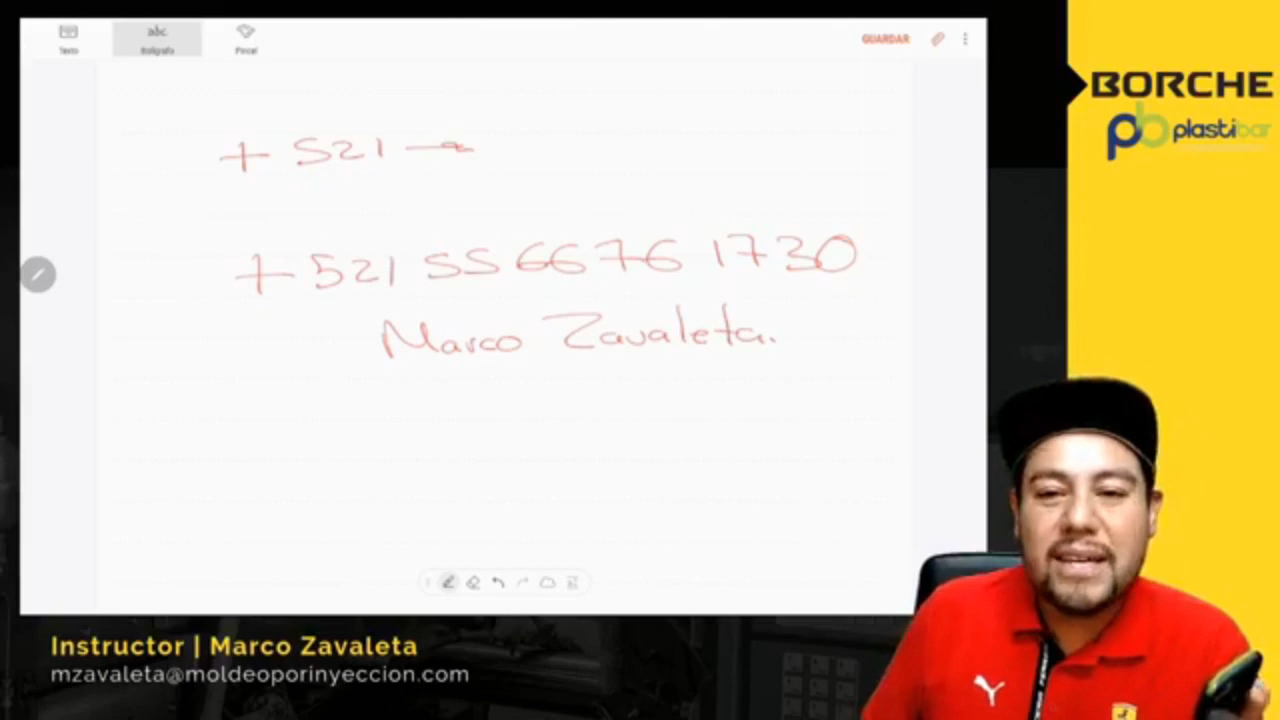 Texto
abc
Bolígrafo
Pincel
GUARDAR
BORCHE
pb plastibar
+ 521
+ 521 55 6676 1730
Marco Zavaleta.
Instructor | Marco Zavaleta
mzavaleta@moldeoporinyeccion.com